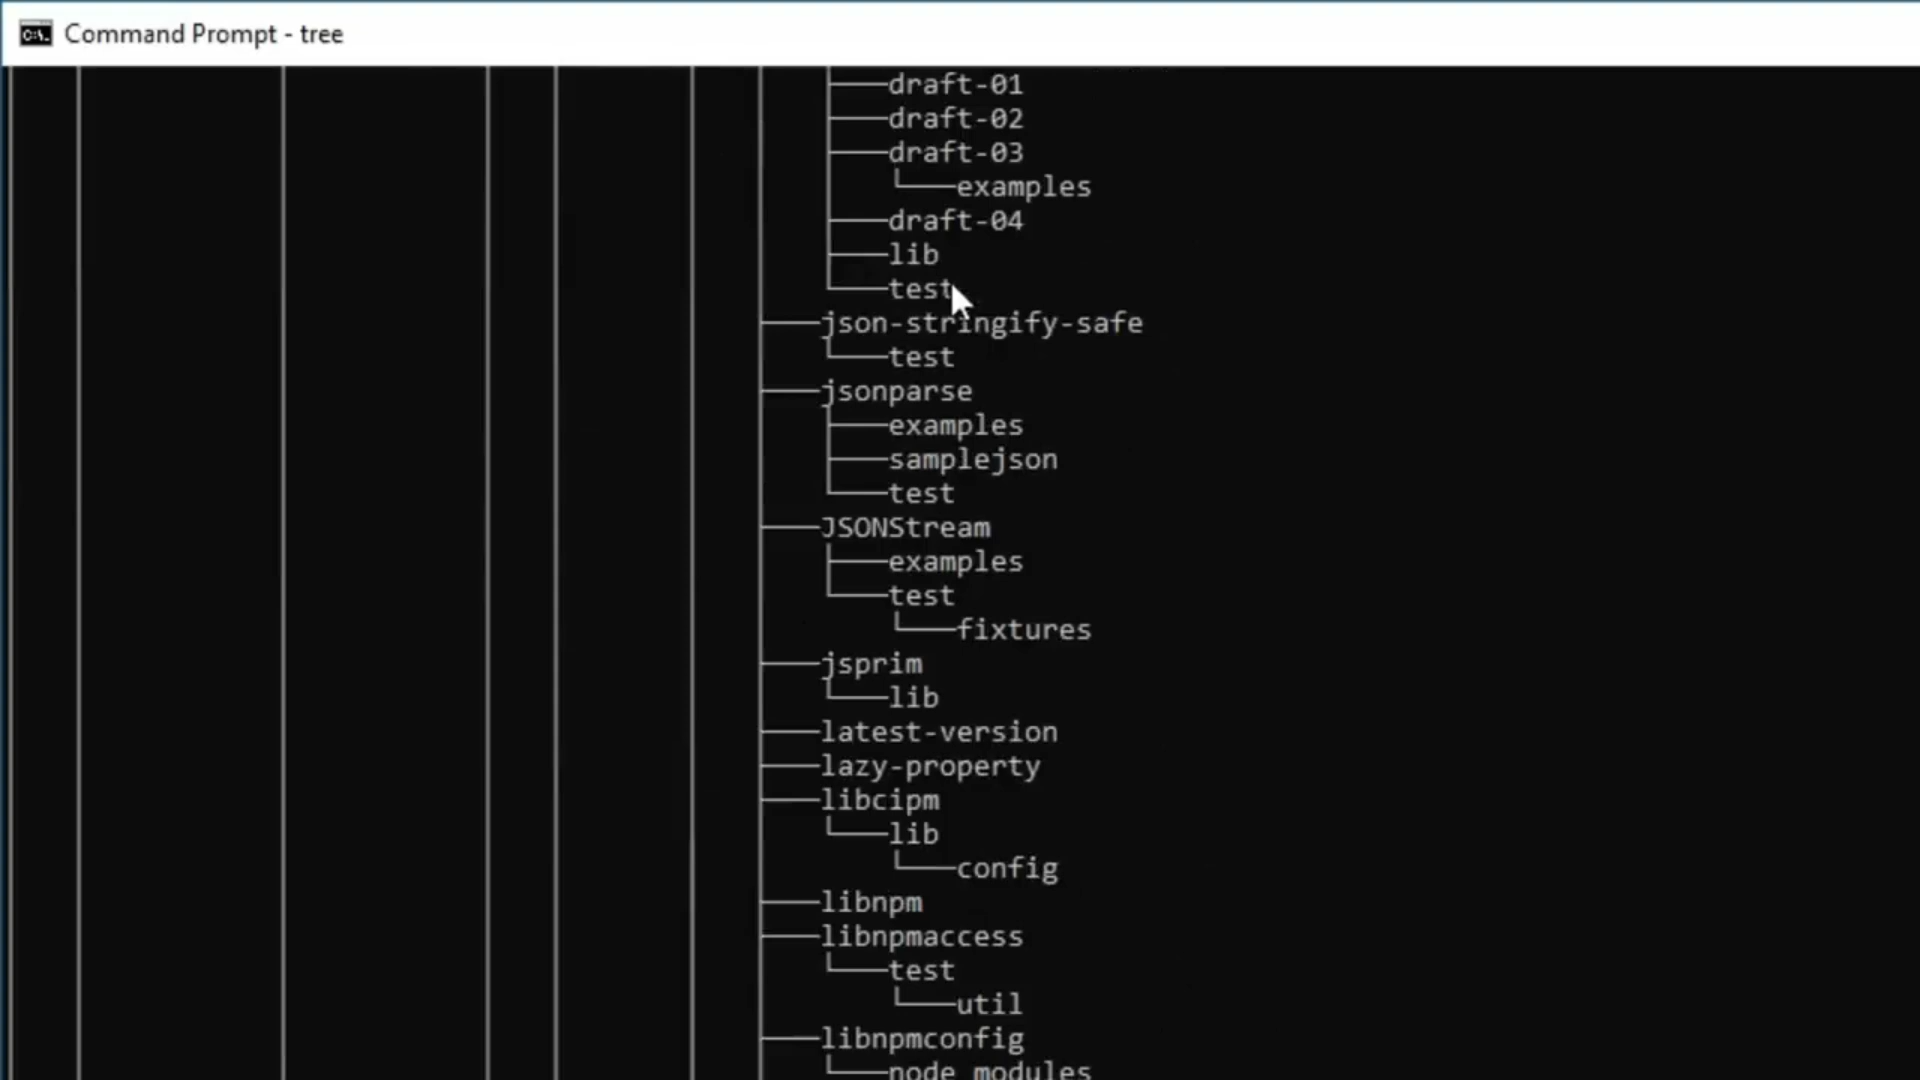 Command Prompt - tree
draft-01
draft-02
draft-03
examples
draft-04
lib
test
json-stringify-safe
test
jsonparse
examples
samplejson
test
JSONStream
examples
test
fixtures
jsprim
lib
latest-version
lazy-property
libcipm
lib
config
libnpm
libnpmaccess
test
util
libnpmconfig
node_modules